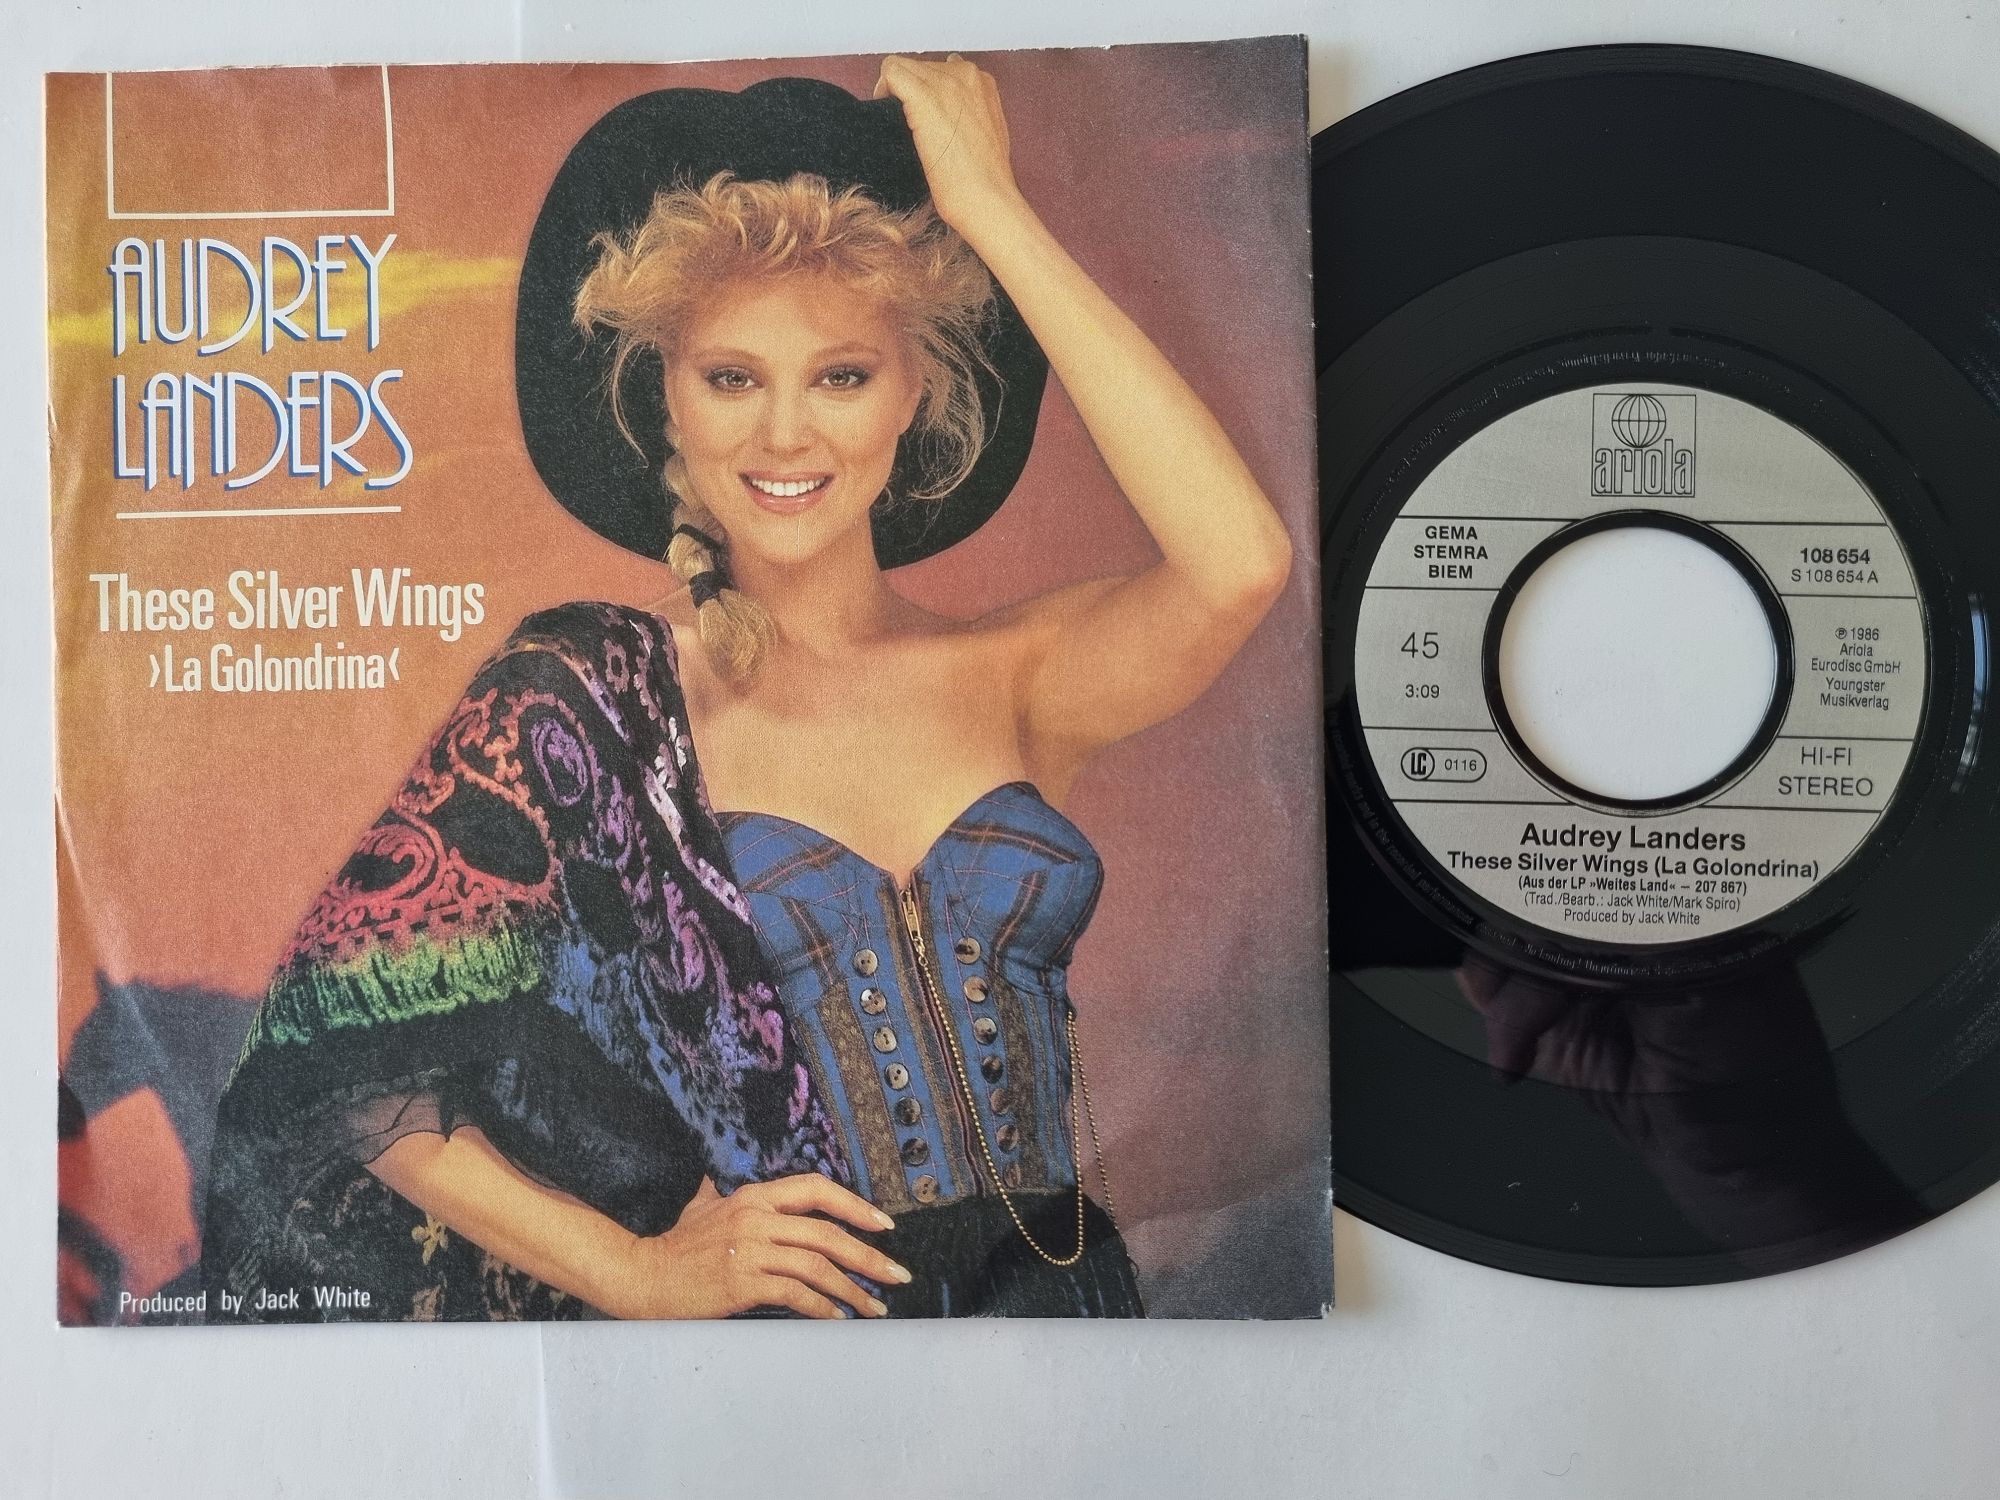 AUDREY
LANDERS
These Silver Wings
›La Golondrina‹
Produced by Jack White
ariola
GEMA
STEMRA
BIEM
108 654
S 108 654 A
45
3:09
℗ 1986
Ariola
Eurodisc GmbH
Youngster
Musikverlag
LC 0116
HI-FI
STEREO
Audrey Landers
These Silver Wings (La Golondrina)
(Aus der LP »Weites Land« – 207 867)
(Trad./Bearb.: Jack White/Mark Spiro)
Produced by Jack White